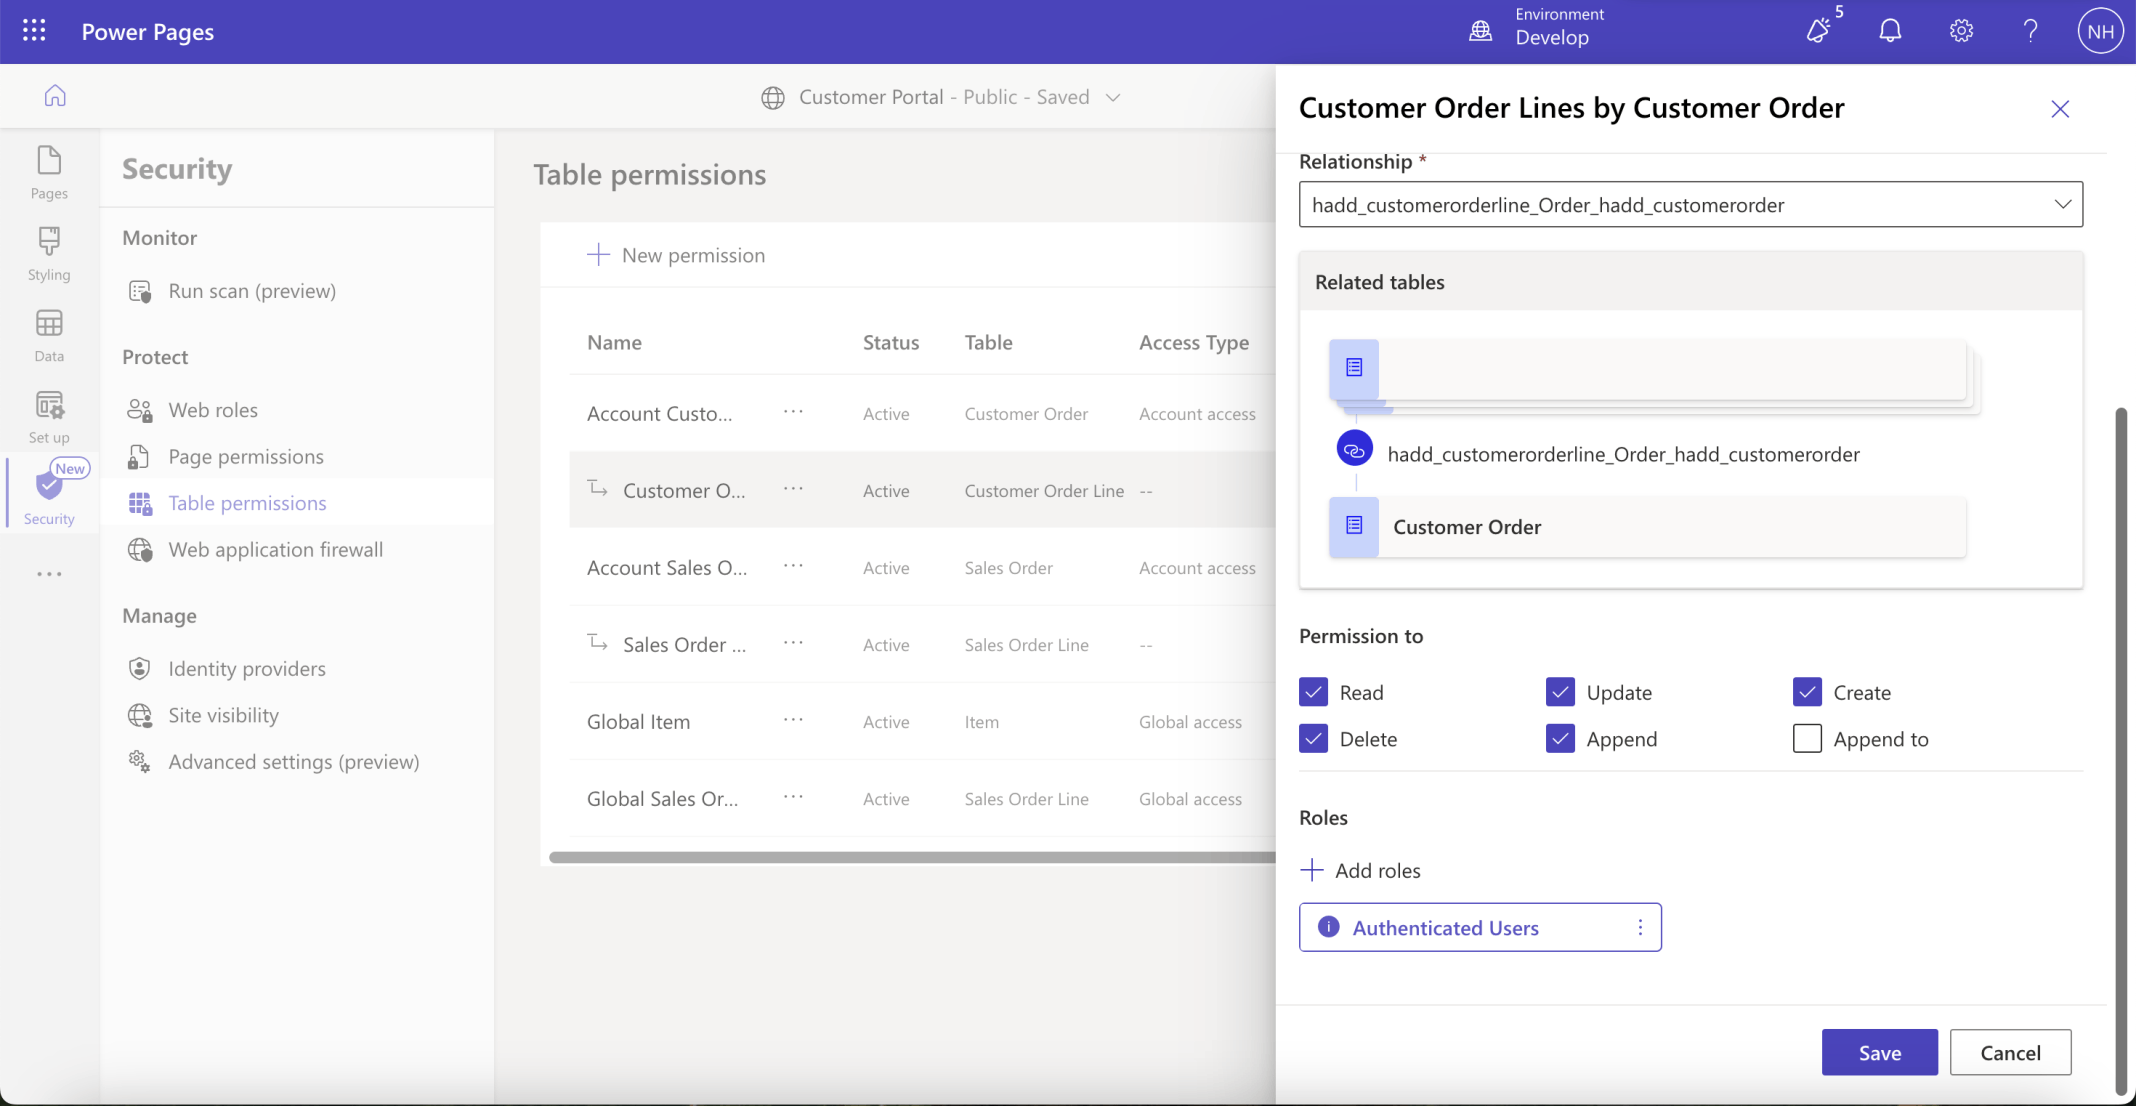 Power Pages
Environment
Develop
5
NH
Customer Portal - Public - Saved
Pages
Styling
Data
Set up
New
Security
Security
Monitor
Run scan (preview)
Protect
Web roles
Page permissions
Table permissions
Web application firewall
Manage
Identity providers
Site visibility
Advanced settings (preview)
Table permissions
New permission
Name Status Table Access Type
Account Custo... ... Active Customer Order Account access
Customer O... ... Active Customer Order Line --
Account Sales O... ... Active Sales Order Account access
Sales Order ... ... Active Sales Order Line --
Global Item ... Active Item Global access
Global Sales Or... ... Active Sales Order Line Global access
Customer Order Lines by Customer Order
Relationship *
hadd_customerorderline_Order_hadd_customerorder
Related tables
hadd_customerorderline_Order_hadd_customerorder
Customer Order
Permission to
Read Update Create
Delete Append Append to
Roles
Add roles
Authenticated Users
Save Cancel